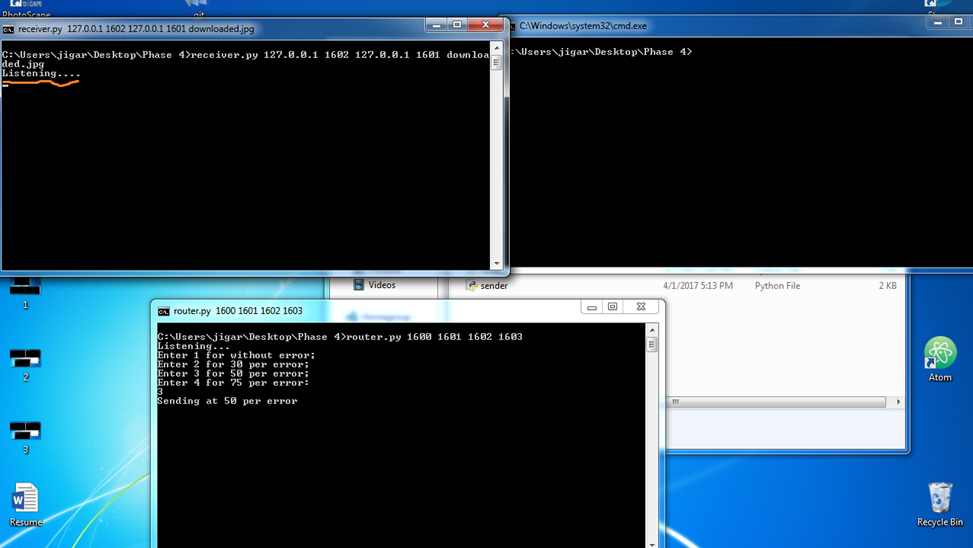 PhotoScape
git
receiver.py 127.0.0.1 1602 127.0.0.1 1601 downloaded.jpg
C:\Users\jigar\Desktop\Phase 4>receiver.py 127.0.0.1 1602 127.0.0.1 1601 downloa
ded.jpg
Listening....
C:\Windows\system32\cmd.exe
:\Users\jigar\Desktop\Phase 4>
Videos
sender
4/1/2017 5:13 PM
Python File
2 KB
Homegroup
router.py 1600 1601 1602 1603
C:\Users\jigar\Desktop\Phase 4>router.py 1600 1601 1602 1603
Listening...
Enter 1 for without error;
Enter 2 for 30 per error;
Enter 3 for 50 per error;
Enter 4 for 75 per error:
3
Sending at 50 per error
1
2
3
Resume
Atom
Recycle Bin